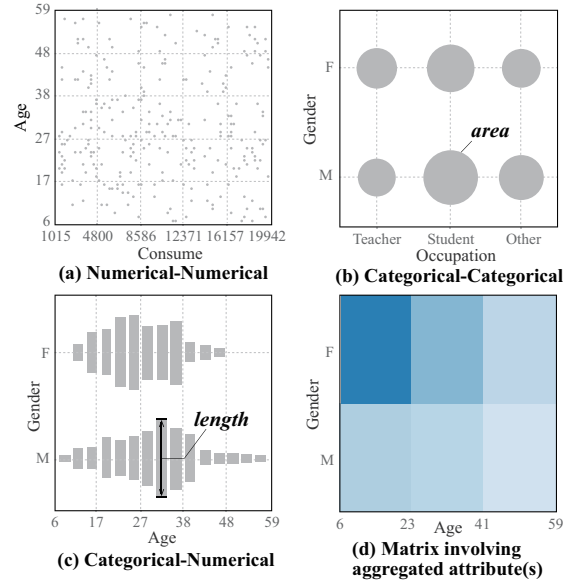 59
48
38
27
17
6
Age
1015 4800 8586 12371 16157 19942
Consume
(a) Numerical-Numerical
F
M
Gender
area
Teacher Student Other
Occupation
(b) Categorical-Categorical
F
M
Gender
length
6 17 27 38 48 59
Age
(c) Categorical-Numerical
F
M
Gender
6 23 41 59
Age
(d) Matrix involving
aggregated attribute(s)